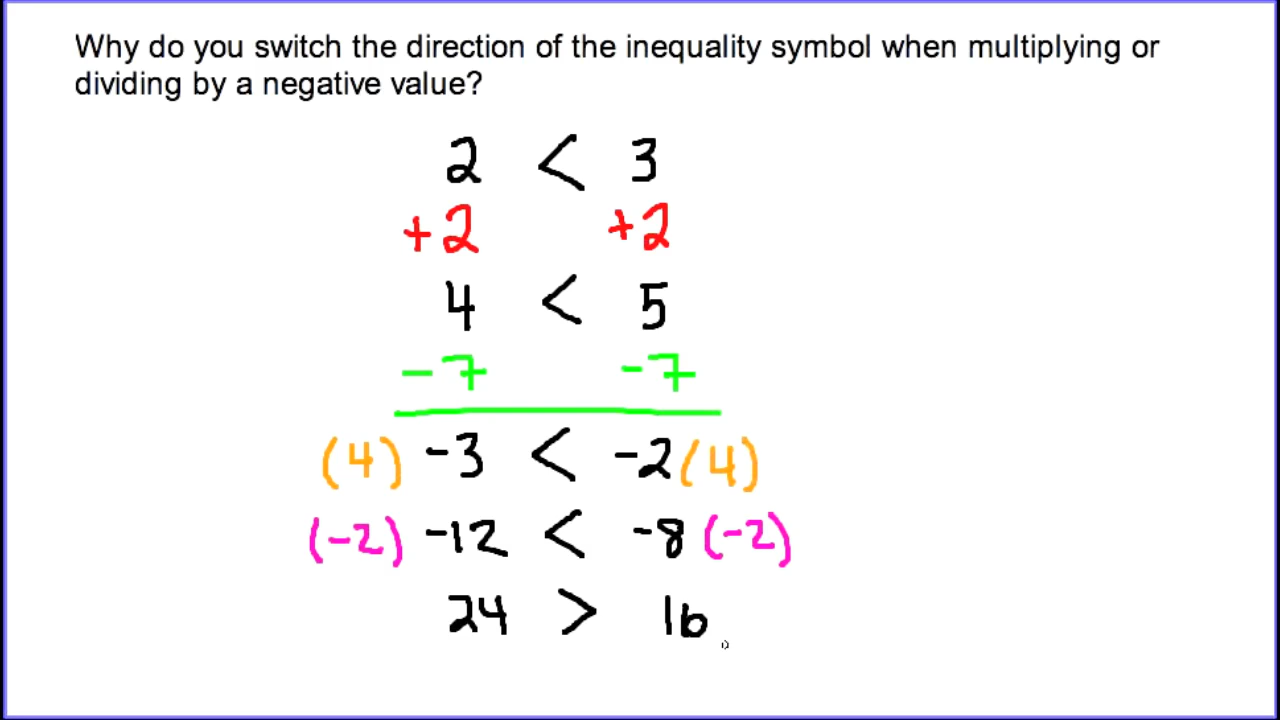 Why do you switch the direction of the inequality symbol when multiplying or
dividing by a negative value?
2 < 3
+2 +2
4 < 5
-7 -7
(4) -3 < -2 (4)
(-2) -12 < -8 (-2)
24 > 16